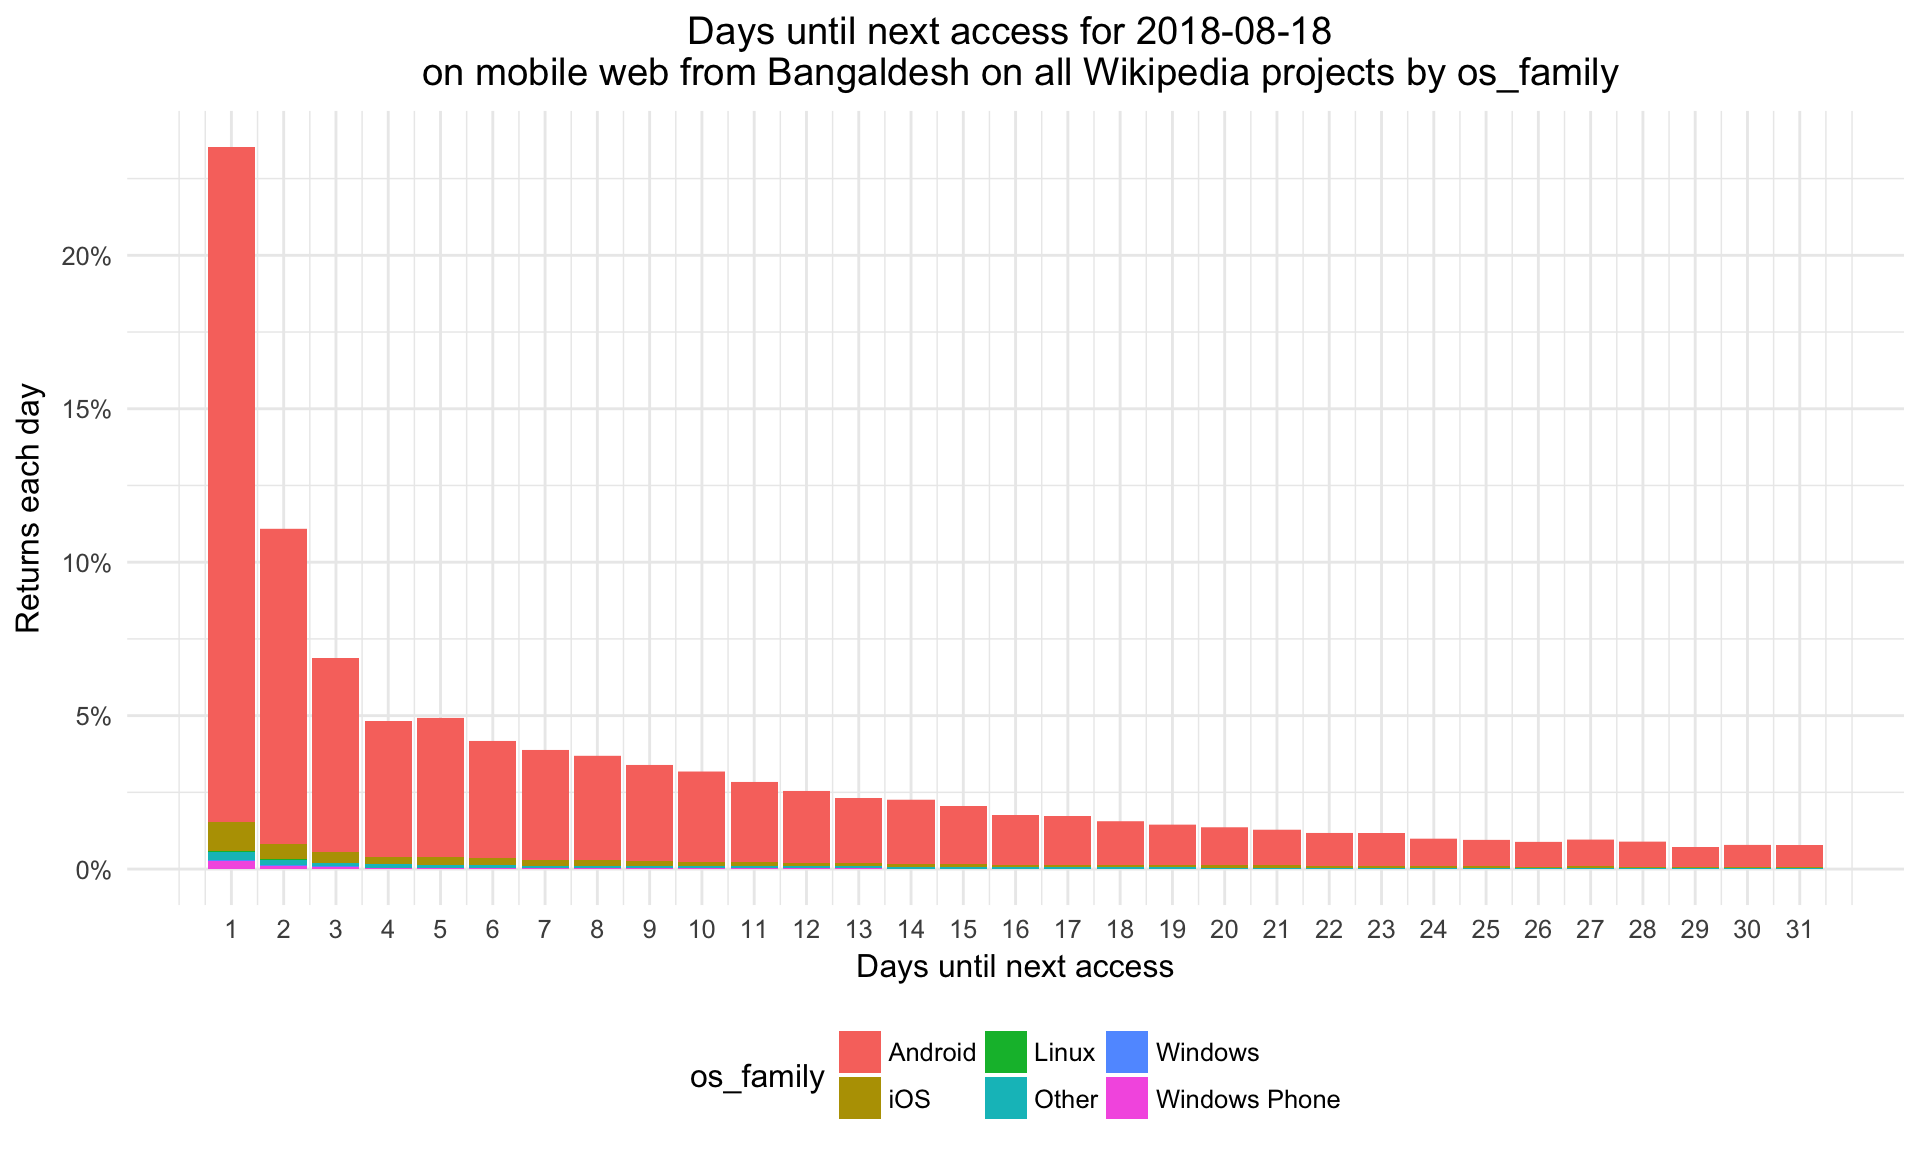 Days until next access for 2018-08-18
on mobile web from Bangaldesh on all Wikipedia projects by os_family
Returns each day
20%
15%
10%
5%
0%
1 2 3 4 5 6 7 8 9 10 11 12 13 14 15 16 17 18 19 20 21 22 23 24 25 26 27 28 29 30 31
Days until next access
os_family
Android Linux Windows
iOS Other Windows Phone